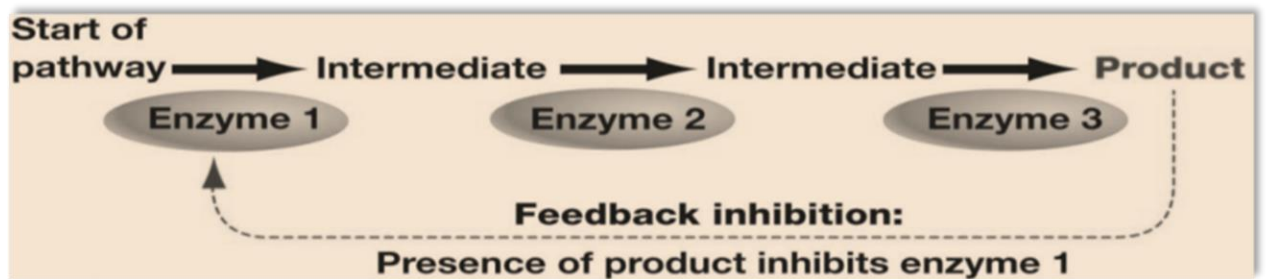 Start of
pathway Intermediate Intermediate Product
Enzyme 1 Enzyme 2 Enzyme 3
Feedback inhibition:
Presence of product inhibits enzyme 1